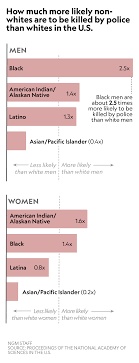 How much more likely non-
whites are to be killed by police
than whites in the U.S.
MEN
Black
2.5x
American Indian/
Alaskan Native
1.4x
Black men are
about 2.5 times
more likely to be
killed by police
than white men
Latino
1.3x
Asian/Pacific Islander (0.4x)
Less likely
than white men
More likely
than white men
WOMEN
American Indian/
Alaskan Native
1.6x
Black
1.4x
Latina
0.8x
Asian/Pacific Islander (0.2x)
Less likely
than white women
More likely
than white women
NGM STAFF
SOURCE: PROCEEDINGS OF THE NATIONAL ACADEMY OF
SCIENCES IN THE U.S.